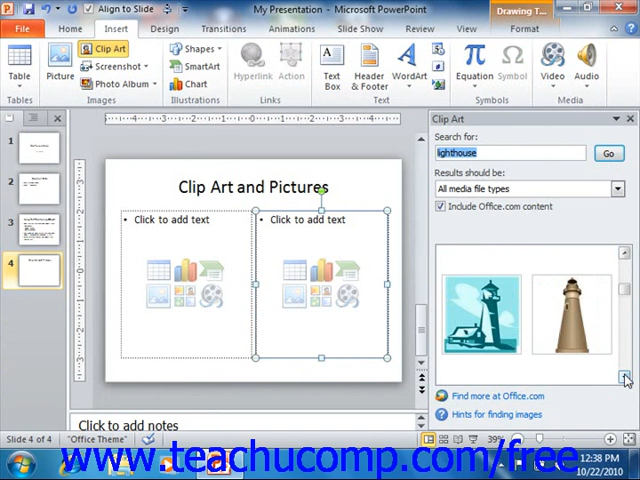 Align to Slide
My Presentation - Microsoft PowerPoint
Drawing T...
File Home Insert Design Transitions Animations Slide Show Review View Format
Table
Picture
Clip Art
Screenshot
Photo Album
Shapes
SmartArt
Chart
Hyperlink
Action
Text Box
Header & Footer
WordArt
Equation
Symbol
Video
Audio
Tables Images Illustrations Links Text Symbols Media
Clip Art
Search for:
lighthouse
Go
Results should be:
All media file types
Include Office.com content
1
2
3
4
Clip Art and Pictures
• Click to add text
• Click to add text
Find more at Office.com
Hints for finding images
Click to add notes
Slide 4 of 4
"Office Theme"
39%
www.teachucomp.com/free
12:38 PM
10/22/2010